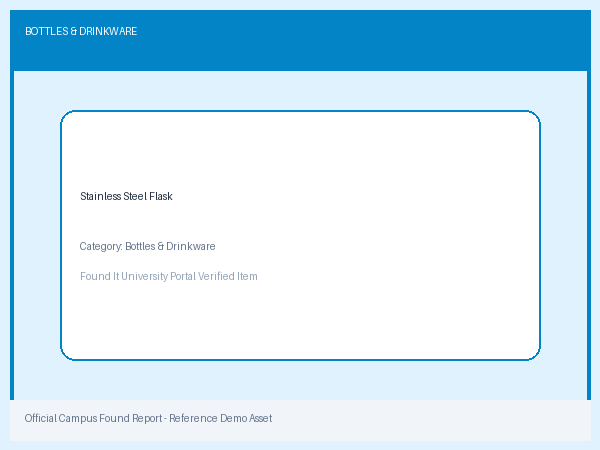 BOTTLES & DRINKWARE
Stainless Steel Flask
Category: Bottles & Drinkware
Found It University Portal Verified Item
Official Campus Found Report - Reference Demo Asset